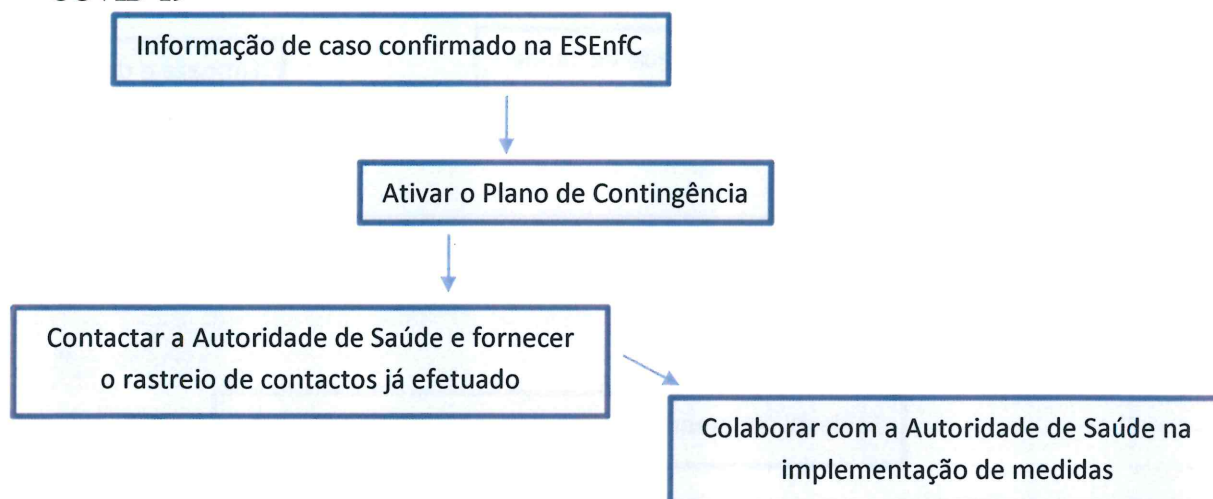 Informação de caso confirmado na ESEnfC
Ativar o Plano de Contingência
Contactar a Autoridade de Saúde e fornecer
o rastreio de contactos já efetuado
Colaborar com a Autoridade de Saúde na
implementação de medidas